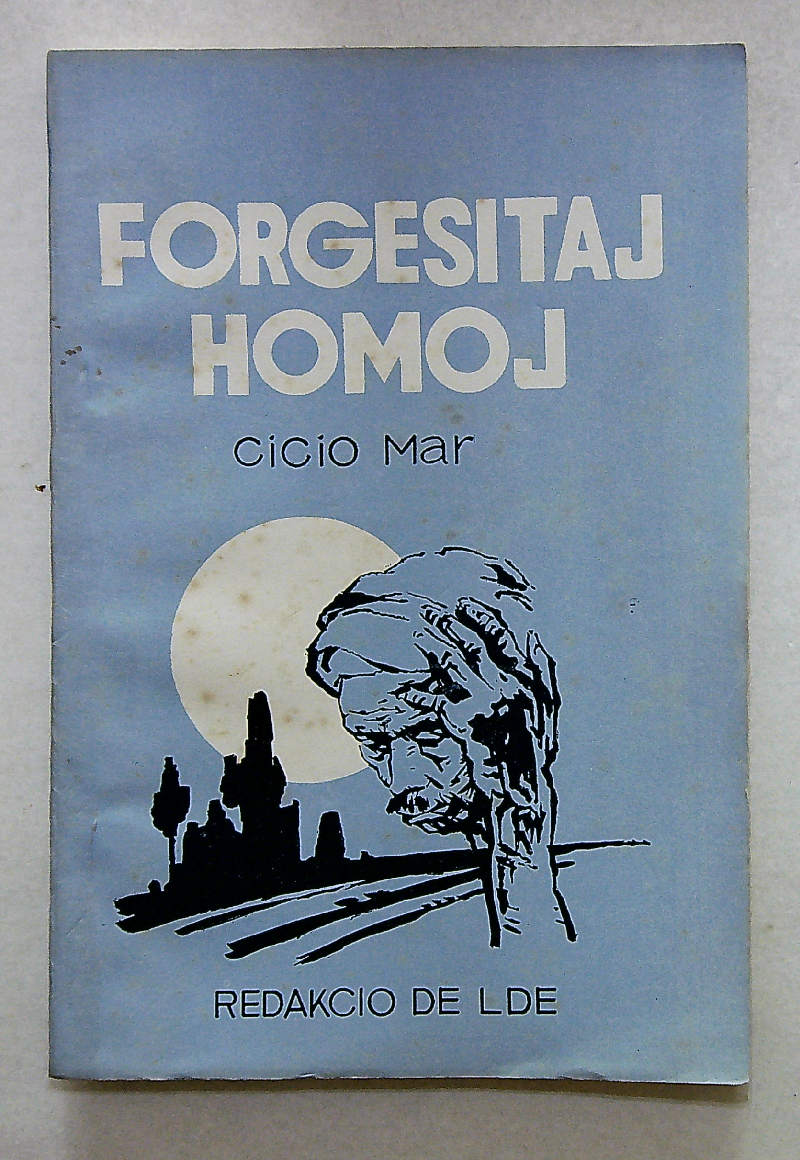 FORGESITAJ
HOMOJ
CiCiO Mar
REDAKCIO DE LDE